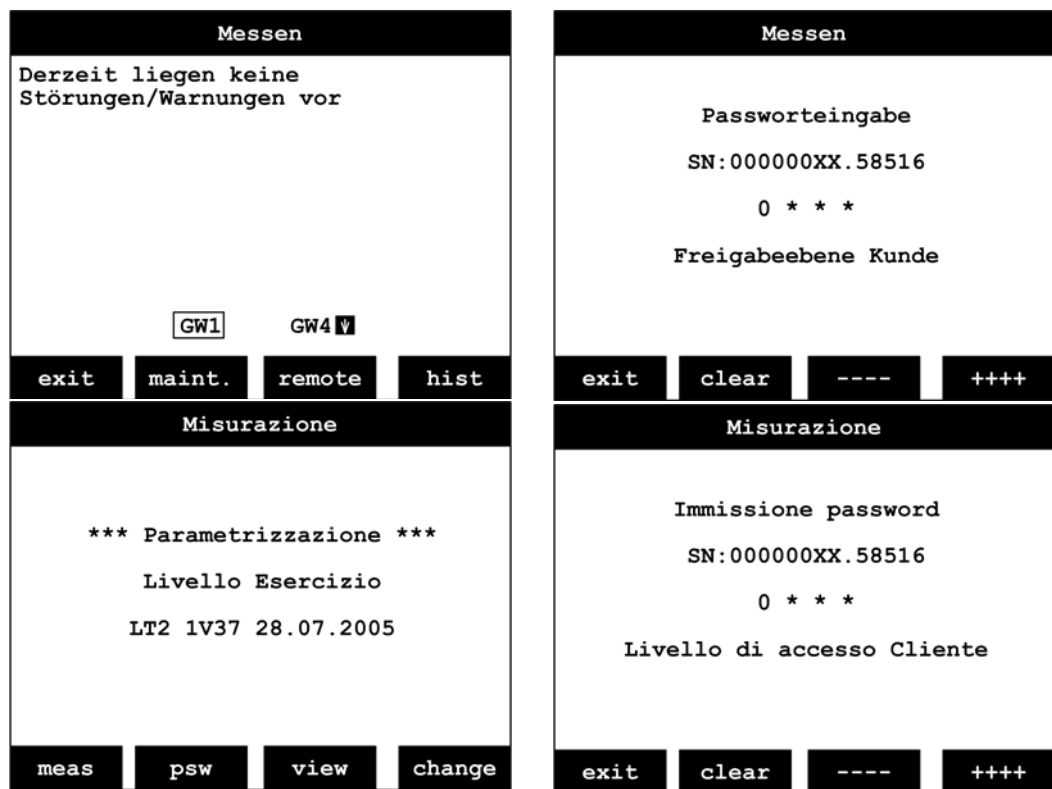 Messen
Derzeit liegen keine
Störungen/Warnungen vor
GW1 GW4
exit maint. remote hist
Messen
Passworteingabe
SN:000000XX.58516
0 * * *
Freigabeebene Kunde
exit clear ---- ++++
Misurazione
*** Parametrizzazione ***
Livello Esercizio
LT2 1V37 28.07.2005
meas psw view change
Misurazione
Immissione password
SN:000000XX.58516
0 * * *
Livello di accesso Cliente
exit clear ---- ++++